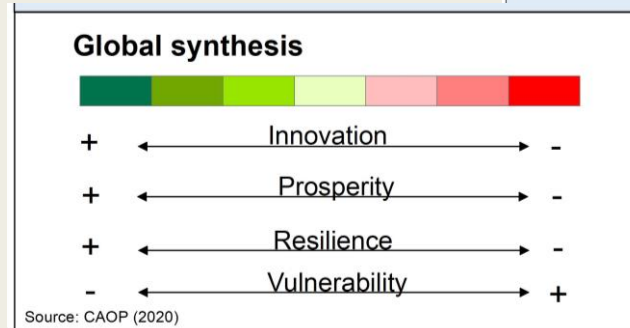 Global synthesis
+ Innovation -
+ Prosperity -
+ Resilience -
- Vulnerability +
Source: CAOP (2020)